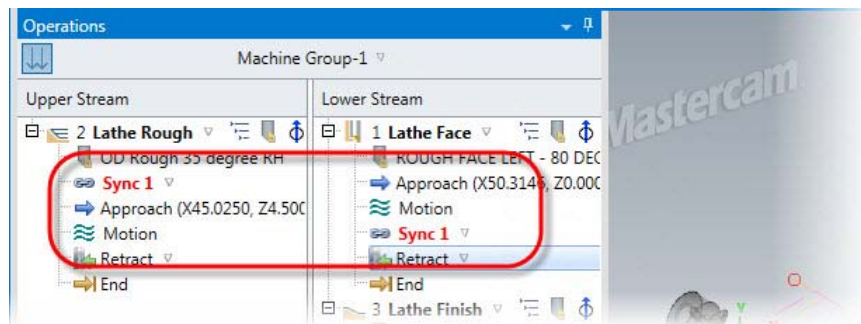 Operations
Machine Group-1
Upper Stream
Lower Stream
2 Lathe Rough
OD Rough 35 degree RH
Sync 1
Approach (X45.0250, Z4.500
Motion
Retract
End
1 Lathe Face
ROUGH FACE LEFT - 80 DEG
Approach (X50.3146, Z0.000
Motion
Sync 1
Retract
End
3 Lathe Finish
Mastercam
Y